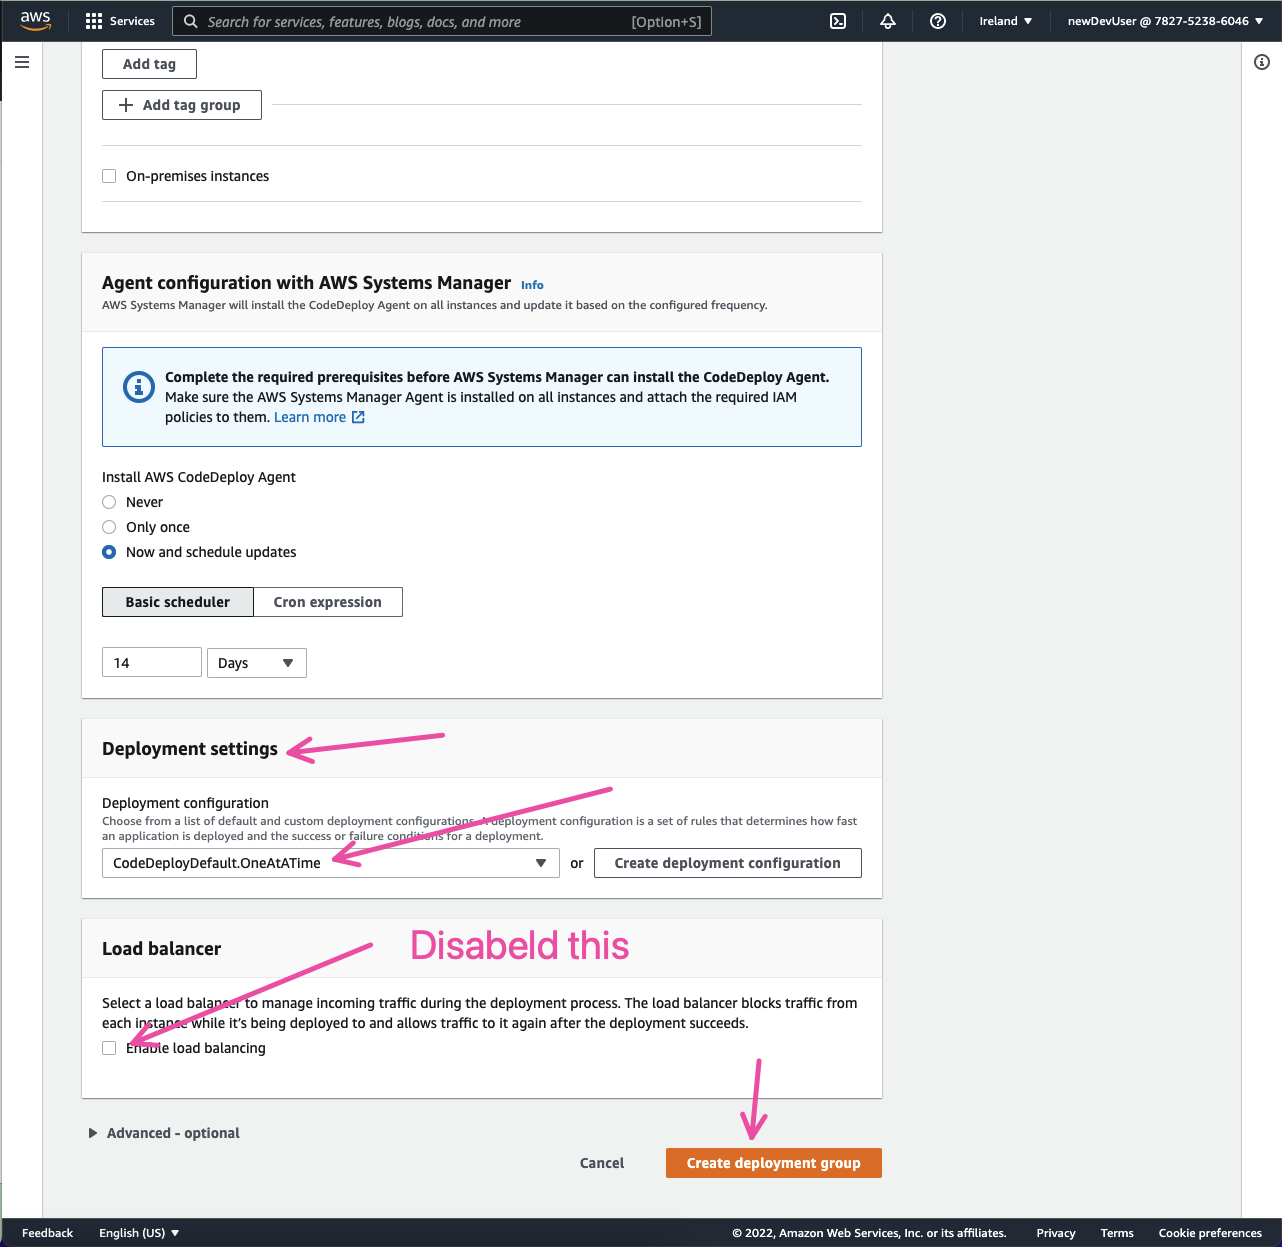 aws
Services
Search for services, features, blogs, docs, and more
[Option+S]
Ireland
newDevUser @ 7827-5238-6046
Add tag
Add tag group
On-premises instances
Agent configuration with AWS Systems Manager Info
AWS Systems Manager will install the CodeDeploy Agent on all instances and update it based on the configured frequency.
Complete the required prerequisites before AWS Systems Manager can install the CodeDeploy Agent.
Make sure the AWS Systems Manager Agent is installed on all instances and attach the required IAM
policies to them. Learn more
Install AWS CodeDeploy Agent
Never
Only once
Now and schedule updates
Basic scheduler
Cron expression
14
Days
Deployment settings
Deployment configuration
Choose from a list of default and custom deployment configurations. A deployment configuration is a set of rules that determines how fast
an application is deployed and the success or failure conditions for a deployment.
CodeDeployDefault.OneAtATime
or
Create deployment configuration
Load balancer
Disabeld this
Select a load balancer to manage incoming traffic during the deployment process. The load balancer blocks traffic from
each instance while it's being deployed to and allows traffic to it again after the deployment succeeds.
Enable load balancing
Advanced - optional
Cancel
Create deployment group
Feedback
English (US)
© 2022, Amazon Web Services, Inc. or its affiliates.
Privacy
Terms
Cookie preferences